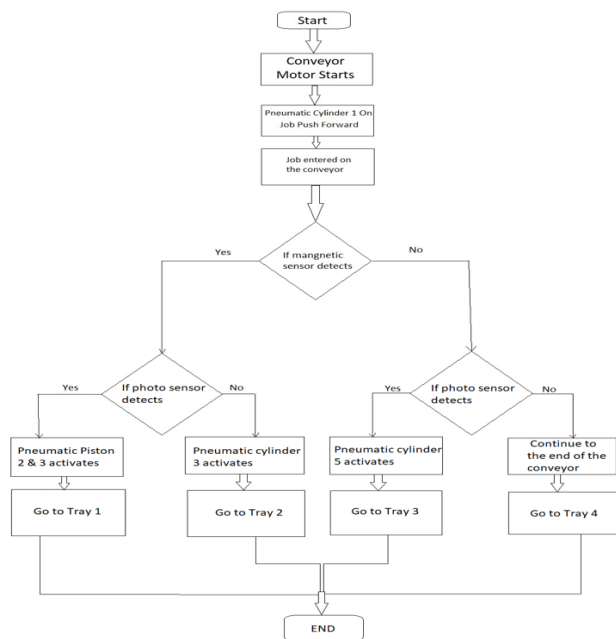 Start
Conveyor
Motor Starts
Pneumatic Cylinder 1 On
Job Push Forward
Job entered on
the conveyor
Yes
If mangnetic
sensor detects
No
Yes
If photo sensor
detects
No
Yes
If photo sensor
detects
No
Pneumatic Piston
2 & 3 activates
Pneumatic cylinder
3 activates
Pneumatic cylinder
5 activates
Continue to
the end of the
conveyor
Go to Tray 1
Go to Tray 2
Go to Tray 3
Go to Tray 4
END